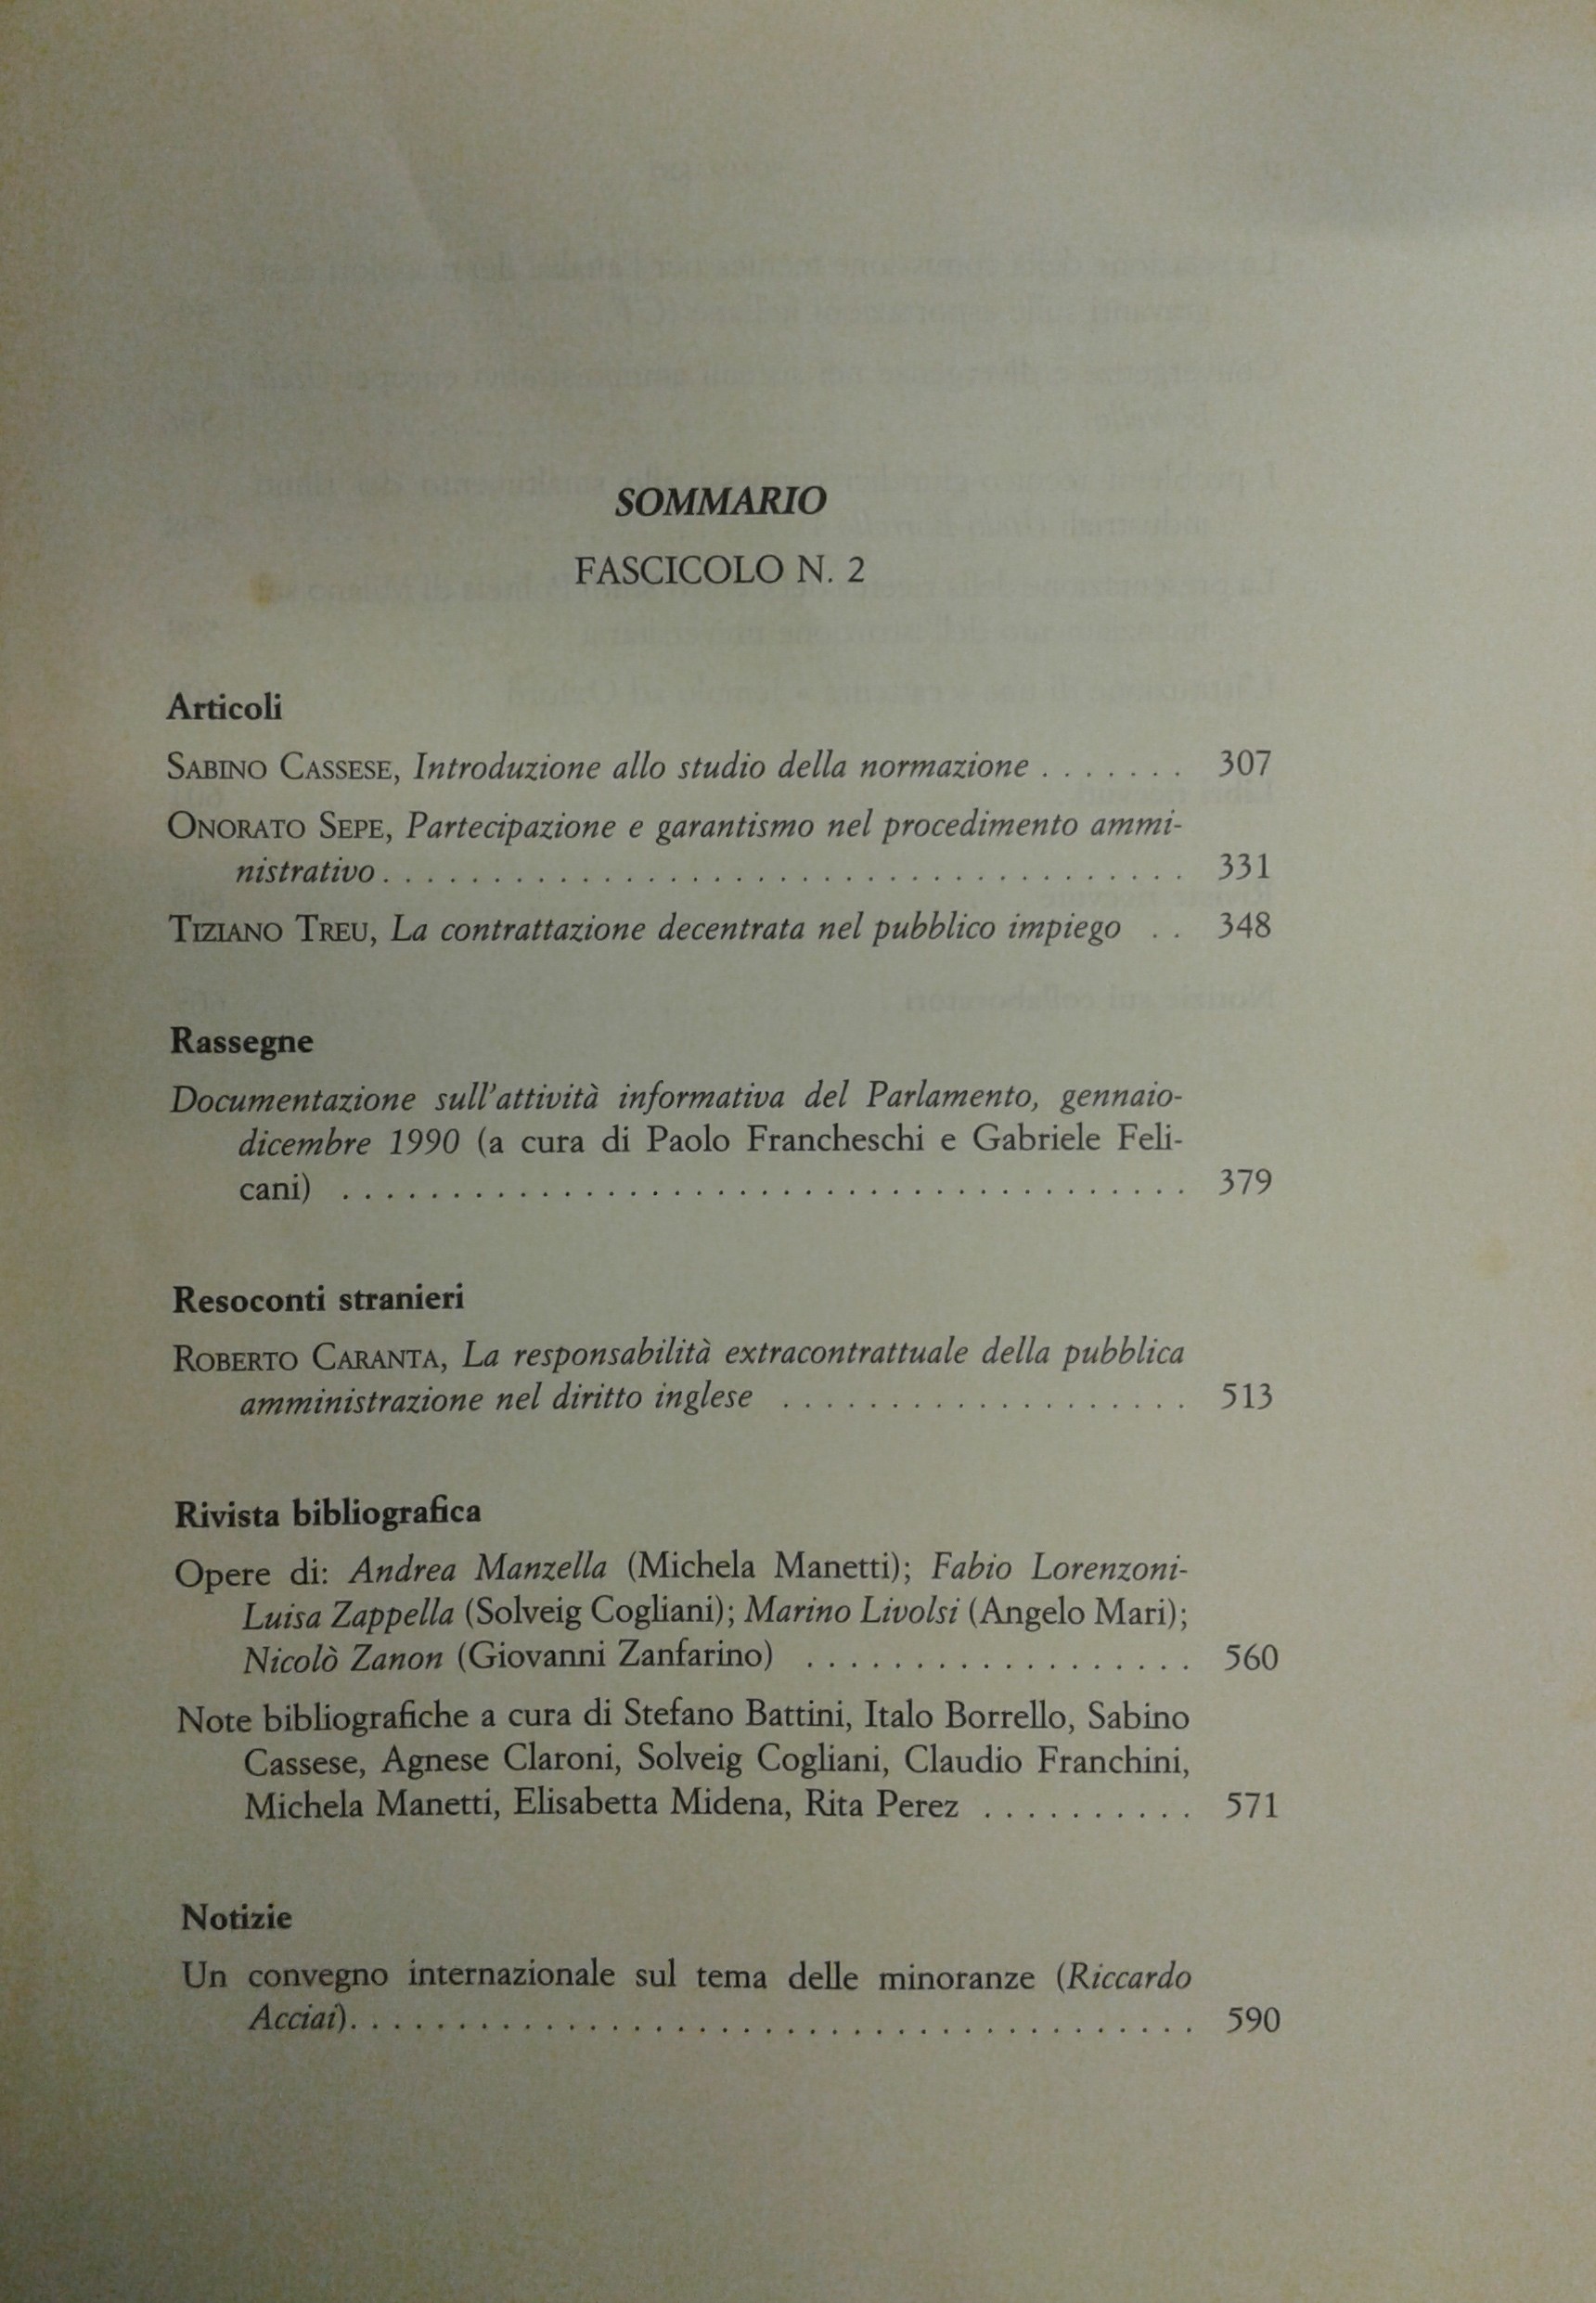 SOMMARIO
FASCICOLO N. 2
Articoli
SABINO CASSESE, Introduzione allo studio della normazione . . . . . . . 307
ONORATO SEPE, Partecipazione e garantismo nel procedimento ammi-
nistrativo . . . . . . . . . . . . . . . . . . . . . . . . . . . . . . . . . . . . . 331
TIZIANO TREU, La contrattazione decentrata nel pubblico impiego . . 348
Rassegne
Documentazione sull'attività informativa del Parlamento, gennaio-
dicembre 1990 (a cura di Paolo Francheschi e Gabriele Feli-
cani) . . . . . . . . . . . . . . . . . . . . . . . . . . . . . . . . . . . . . . . 379
Resoconti stranieri
ROBERTO CARANTA, La responsabilità extracontrattuale della pubblica
amministrazione nel diritto inglese . . . . . . . . . . . . . . . . . . . 513
Rivista bibliografica
Opere di: Andrea Manzella (Michela Manetti); Fabio Lorenzoni-
Luisa Zappella (Solveig Cogliani); Marino Livolsi (Angelo Mari);
Nicolò Zanon (Giovanni Zanfarino) . . . . . . . . . . . . . . . . . . 560
Note bibliografiche a cura di Stefano Battini, Italo Borrello, Sabino
Cassese, Agnese Claroni, Solveig Cogliani, Claudio Franchini,
Michela Manetti, Elisabetta Midena, Rita Perez . . . . . . . . . . 571
Notizie
Un convegno internazionale sul tema delle minoranze (Riccardo
Acciai) . . . . . . . . . . . . . . . . . . . . . . . . . . . . . . . . . . . . . . . 590